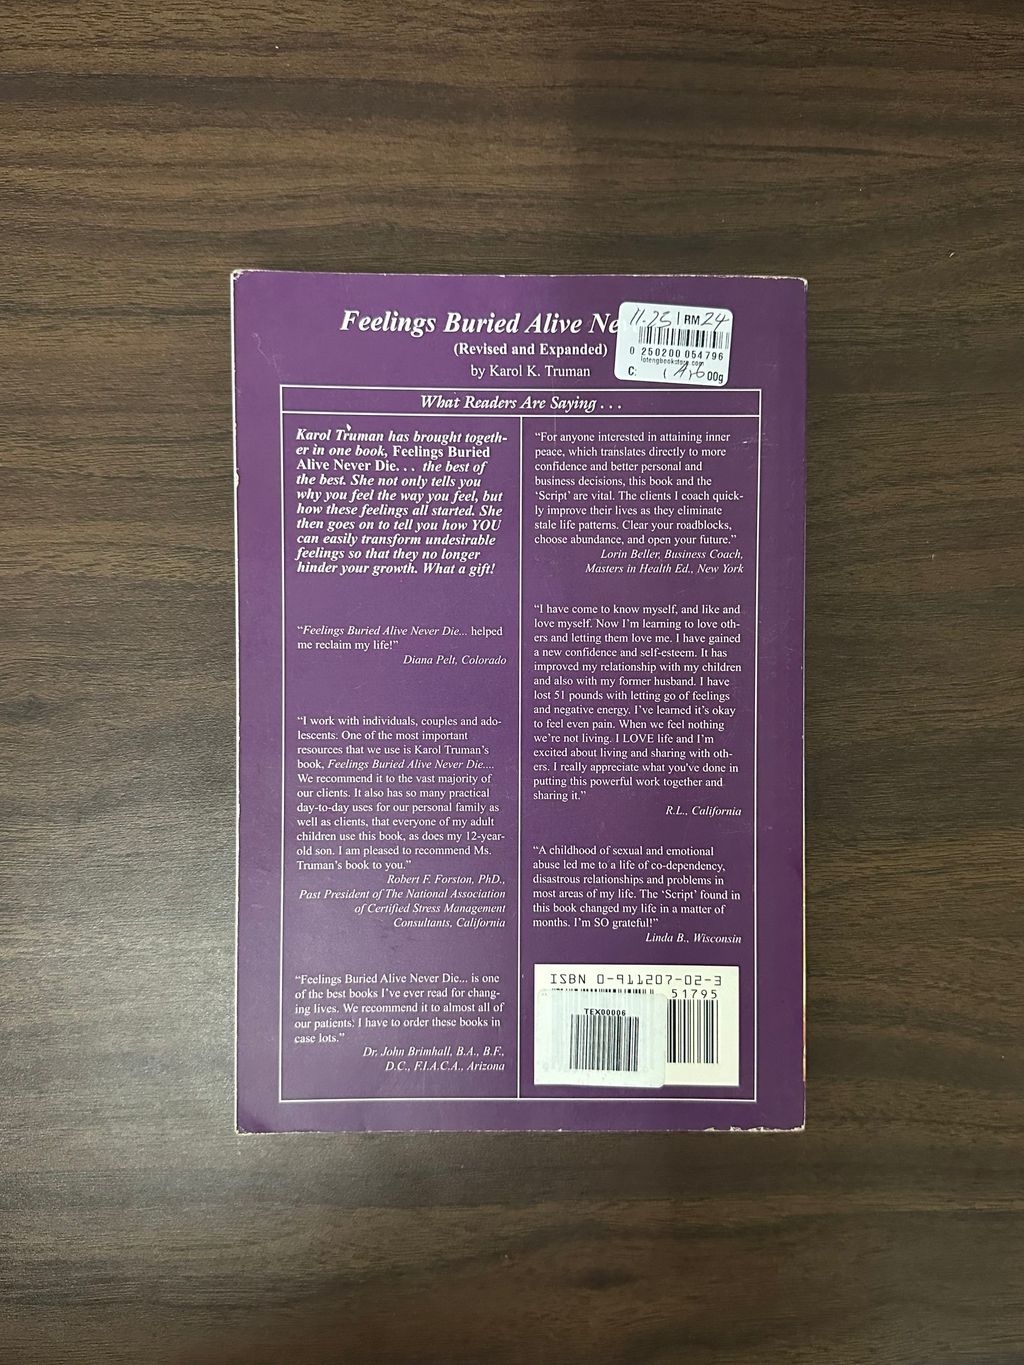 Feelings Buried Alive Ne
(Revised and Expanded)
by Karol K. Truman
11.25 | RM 24
0 250200 054796
lotengbookstore.com
C:
00g
What Readers Are Saying . . .
Karol Truman has brought togeth-
er in one book, Feelings Buried
Alive Never Die. . . the best of
the best. She not only tells you
why you feel the way you feel, but
how these feelings all started. She
then goes on to tell you how YOU
can easily transform undesirable
feelings so that they no longer
hinder your growth. What a gift!
“Feelings Buried Alive Never Die... helped
me reclaim my life!”
Diana Pelt, Colorado
“I work with individuals, couples and ado-
lescents. One of the most important
resources that we use is Karol Truman’s
book, Feelings Buried Alive Never Die....
We recommend it to the vast majority of
our clients. It also has so many practical
day-to-day uses for our personal family as
well as clients, that everyone of my adult
children use this book, as does my 12-year-
old son. I am pleased to recommend Ms.
Truman’s book to you.”
Robert F. Forston, PhD.,
Past President of The National Association
of Certified Stress Management
Consultants, California
“Feelings Buried Alive Never Die... is one
of the best books I’ve ever read for chang-
ing lives. We recommend it to almost all of
our patients. I have to order these books in
case lots.”
Dr. John Brimhall, B.A., B.F.,
D.C., F.I.A.C.A., Arizona
“For anyone interested in attaining inner
peace, which translates directly to more
confidence and better personal and
business decisions, this book and the
‘Script’ are vital. The clients I coach quick-
ly improve their lives as they eliminate
stale life patterns. Clear your roadblocks,
choose abundance, and open your future.”
Lorin Beller, Business Coach,
Masters in Health Ed., New York
“I have come to know myself, and like and
love myself. Now I’m learning to love oth-
ers and letting them love me. I have gained
a new confidence and self-esteem. It has
improved my relationship with my children
and also with my former husband. I have
lost 51 pounds with letting go of feelings
and negative energy. I’ve learned it’s okay
to feel even pain. When we feel nothing
we’re not living. I LOVE life and I’m
excited about living and sharing with oth-
ers. I really appreciate what you've done in
putting this powerful work together and
sharing it.”
R.L., California
“A childhood of sexual and emotional
abuse led me to a life of co-dependency,
disastrous relationships and problems in
most areas of my life. The ‘Script’ found in
this book changed my life in a matter of
months. I’m SO grateful!”
Linda B., Wisconsin
ISBN 0-911207-02-3
51795
TEX00006